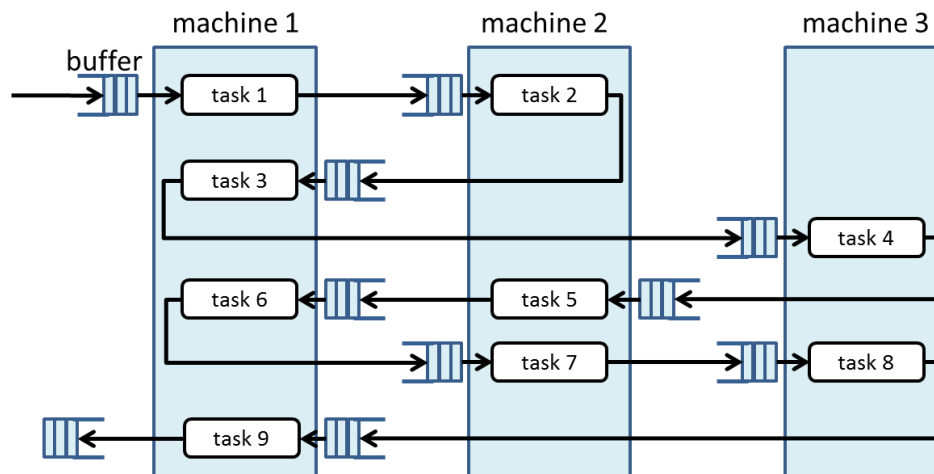 machine 1
machine 2
machine 3
buffer
task 1
task 2
task 3
task 4
task 6
task 5
task 7
task 8
task 9